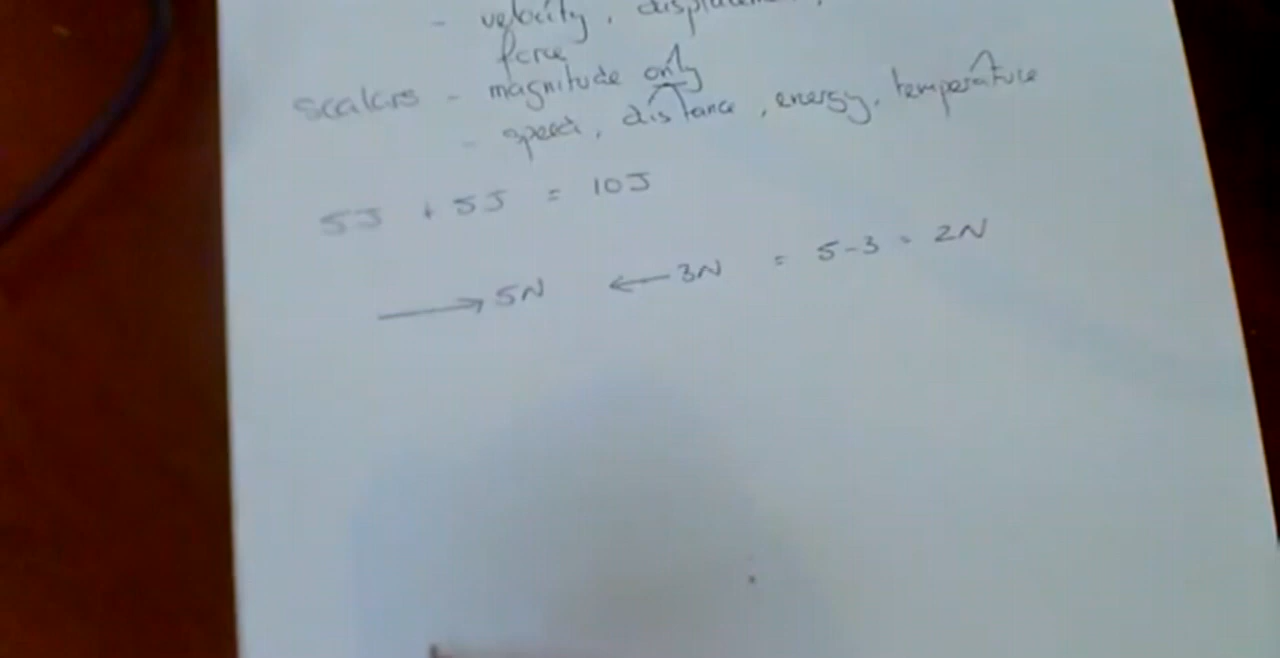 - velocity, displacement,
force
scalars - magnitude only
- speed, distance, energy, temperature
5J + 5J = 10J
→ 5N ← 3N = 5-3 = 2N